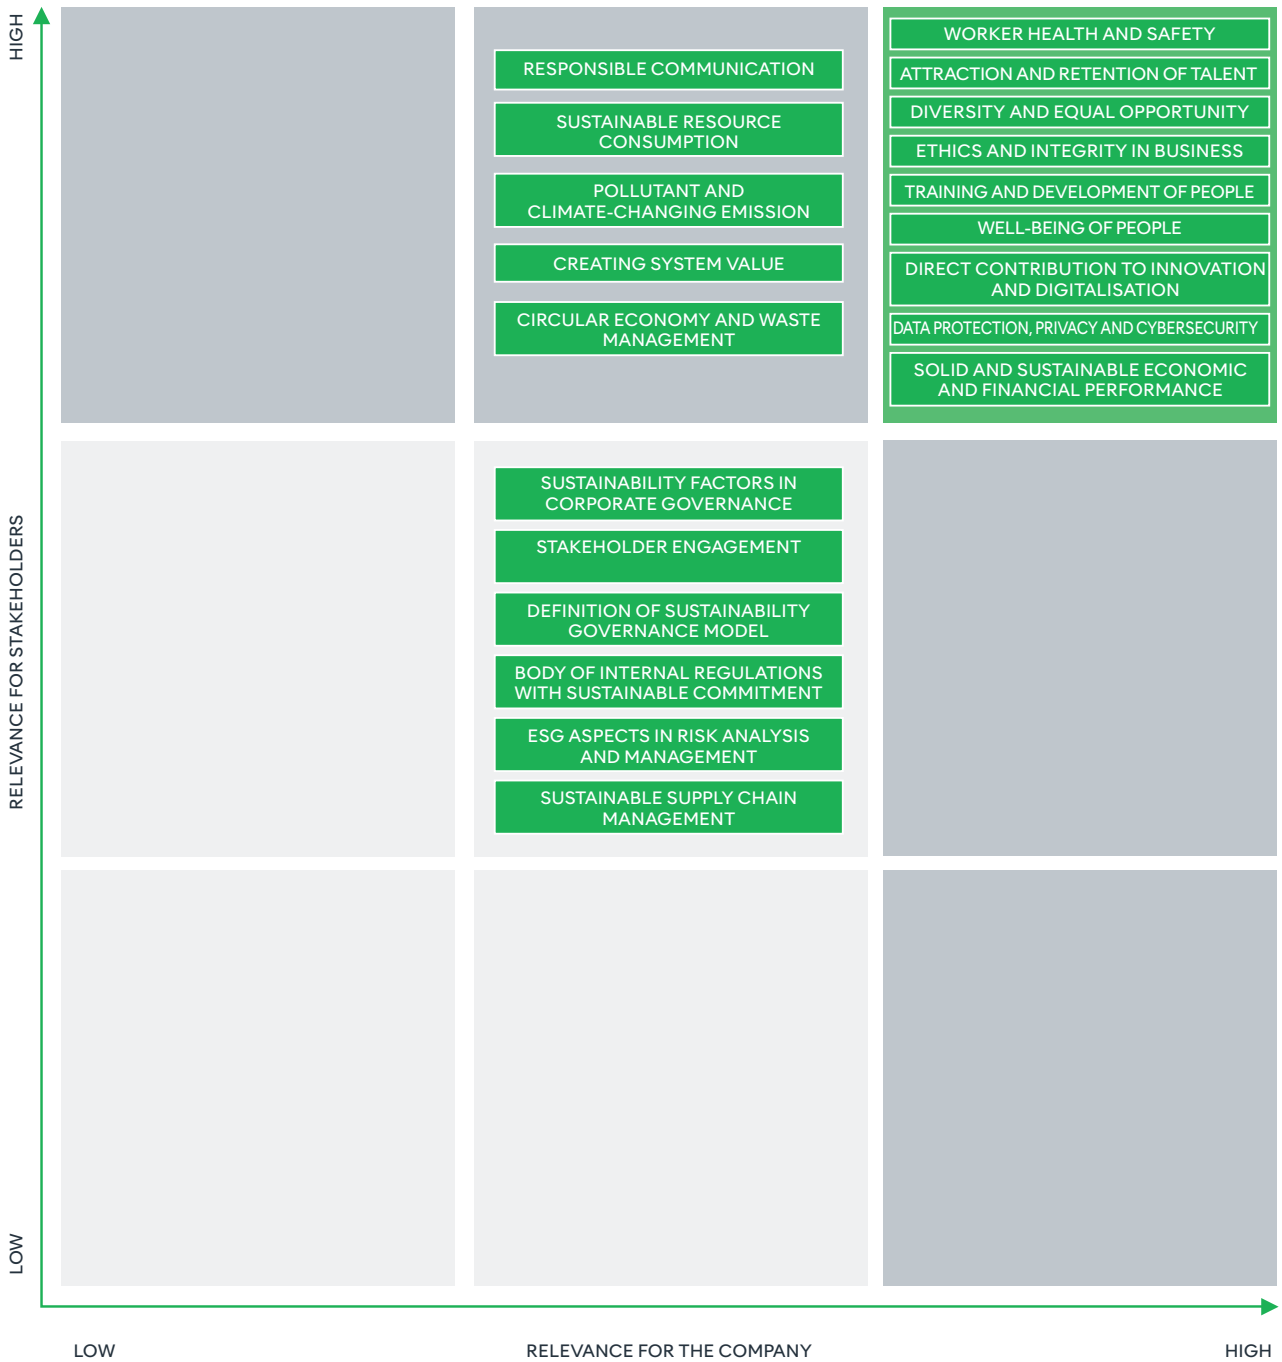 HIGH
RESPONSIBLE COMMUNICATION
SUSTAINABLE RESOURCE
CONSUMPTION
POLLUTANT AND
CLIMATE-CHANGING EMISSION
CREATING SYSTEM VALUE
CIRCULAR ECONOMY AND WASTE
MANAGEMENT
WORKER HEALTH AND SAFETY
ATTRACTION AND RETENTION OF TALENT
DIVERSITY AND EQUAL OPPORTUNITY
ETHICS AND INTEGRITY IN BUSINESS
TRAINING AND DEVELOPMENT OF PEOPLE
WELL-BEING OF PEOPLE
DIRECT CONTRIBUTION TO INNOVATION
AND DIGITALISATION
DATA PROTECTION, PRIVACY AND CYBERSECURITY
SOLID AND SUSTAINABLE ECONOMIC
AND FINANCIAL PERFORMANCE
RELEVANCE FOR STAKEHOLDERS
SUSTAINABILITY FACTORS IN
CORPORATE GOVERNANCE
STAKEHOLDER ENGAGEMENT
DEFINITION OF SUSTAINABILITY
GOVERNANCE MODEL
BODY OF INTERNAL REGULATIONS
WITH SUSTAINABLE COMMITMENT
ESG ASPECTS IN RISK ANALYSIS
AND MANAGEMENT
SUSTAINABLE SUPPLY CHAIN
MANAGEMENT
LOW
LOW
RELEVANCE FOR THE COMPANY
HIGH